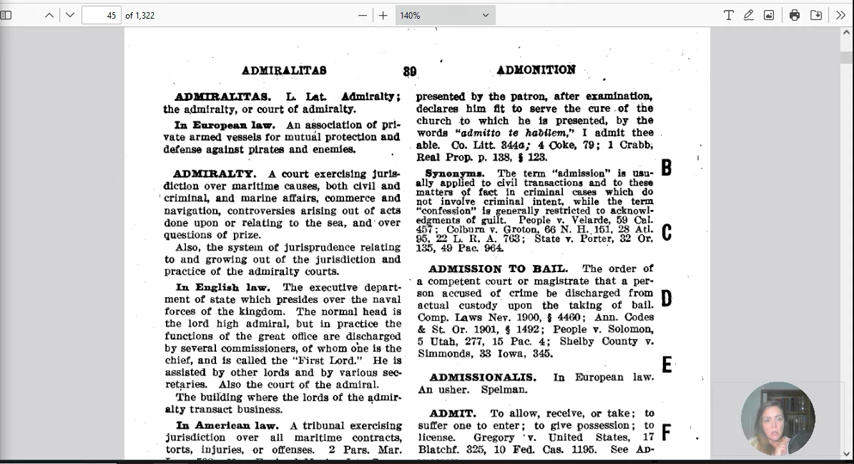 45 of 1,322
140%
ADMIRALITAS 39 ADMONITION
ADMIRALITAS. L. Lat. Admiralty;
the admiralty, or court of admiralty.
In European law. An association of pri-
vate armed vessels for mutual protection and
defense against pirates and enemies.
ADMIRALTY. A court exercising juris-
diction over maritime causes, both civil and
criminal, and marine affairs, commerce and
navigation, controversies arising out of acts
done upon or relating to the sea, and over
questions of prize.
Also, the system of jurisprudence relating
to and growing out of the jurisdiction and
practice of the admiralty courts.
In English law. The executive depart-
ment of state which presides over the naval
forces of the kingdom. The normal head is
the lord high admiral, but in practice the
functions of the great office are discharged
by several commissioners, of whom one is the
chief, and is called the "First Lord." He is
assisted by other lords and by various sec-
retaries. Also the court of the admiral.
The building where the lords of the admir-
alty transact business.
In American law. A tribunal exercising
jurisdiction over all maritime contracts,
torts, injuries, or offenses. 2 Pars. Mar.
presented by the patron, after examination,
declares him fit to serve the cure of the
church to which he is presented, by the
words "admitto te habilem," I admit thee
able. Co. Litt. 344a; 4 Coke, 79; 1 Crabb,
Real Prop. p. 138, § 123.
Synonyms. The term "admission" is usu-
ally applied to civil transactions and to these
matters of fact in criminal cases which do
not involve criminal intent, while the term
"confession" is generally restricted to acknowl-
edgments of guilt. People v. Velarde, 59 Cal.
457; Colburn v. Groton, 66 N. H. 151, 28 Atl.
95, 22 L. R. A. 763; State v. Porter, 32 Or.
135, 49 Pac. 964.
ADMISSION TO BAIL. The order of
a competent court or magistrate that a per-
son accused of crime be discharged from
actual custody upon the taking of bail.
Comp. Laws Nev. 1900, § 4460; Ann. Codes
& St. Or. 1901, § 1492; People v. Solomon,
5 Utah, 277, 15 Pac. 4; Shelby County v.
Simmonds, 33 Iowa, 345.
ADMISSIONALIS. In European law.
An usher. Spelman.
ADMIT. To allow, receive, or take; to
suffer one to enter; to give possession; to
license. Gregory v. United States, 17
Blatchf. 325, 10 Fed. Cas. 1195. See Ad-
B
C
D
E
F